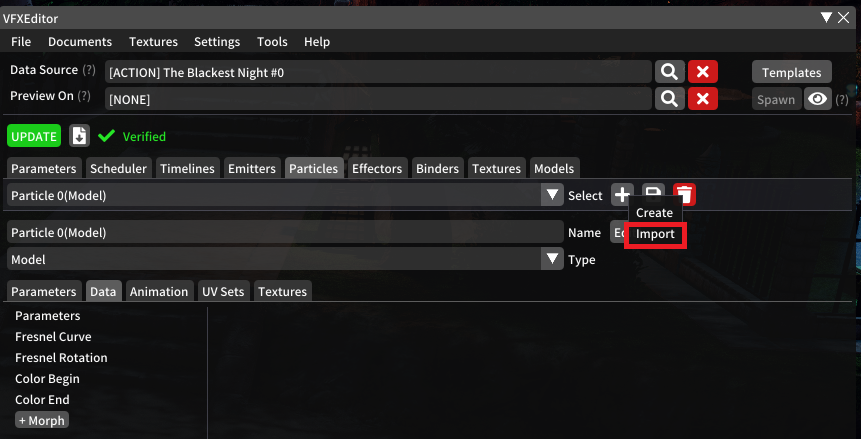 VFXEditor
File Documents Textures Settings Tools Help
Data Source (?) [ACTION] The Blackest Night #0 Templates
Preview On (?) [NONE] Spawn (?)
UPDATE Verified
Parameters Scheduler Timelines Emitters Particles Effectors Binders Textures Models
Particle 0(Model) Select
Create
Particle 0(Model) Name Import
Model Type
Parameters Data Animation UV Sets Textures
Parameters
Fresnel Curve
Fresnel Rotation
Color Begin
Color End
+ Morph